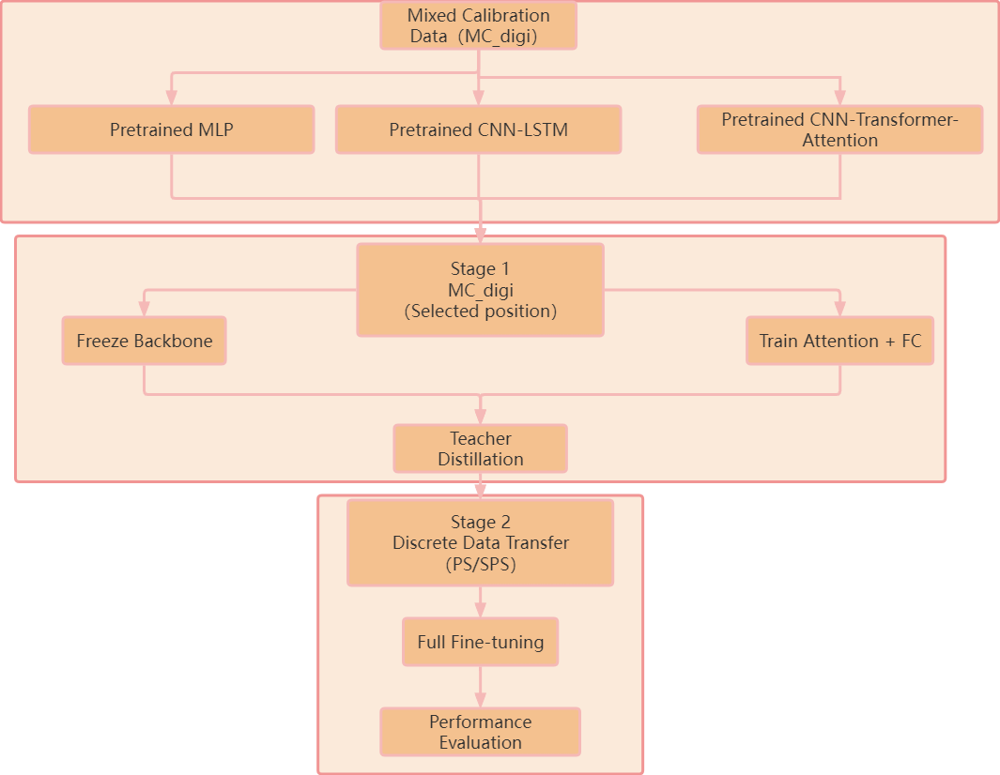 Mixed Calibration
Data（MC_digi）
Pretrained MLP
Pretrained CNN-LSTM
Pretrained CNN-Transformer-
Attention
Stage 1
MC_digi
（Selected position）
Freeze Backbone
Train Attention + FC
Teacher
Distillation
Stage 2
Discrete Data Transfer
（PS/SPS）
Full Fine-tuning
Performance
Evaluation